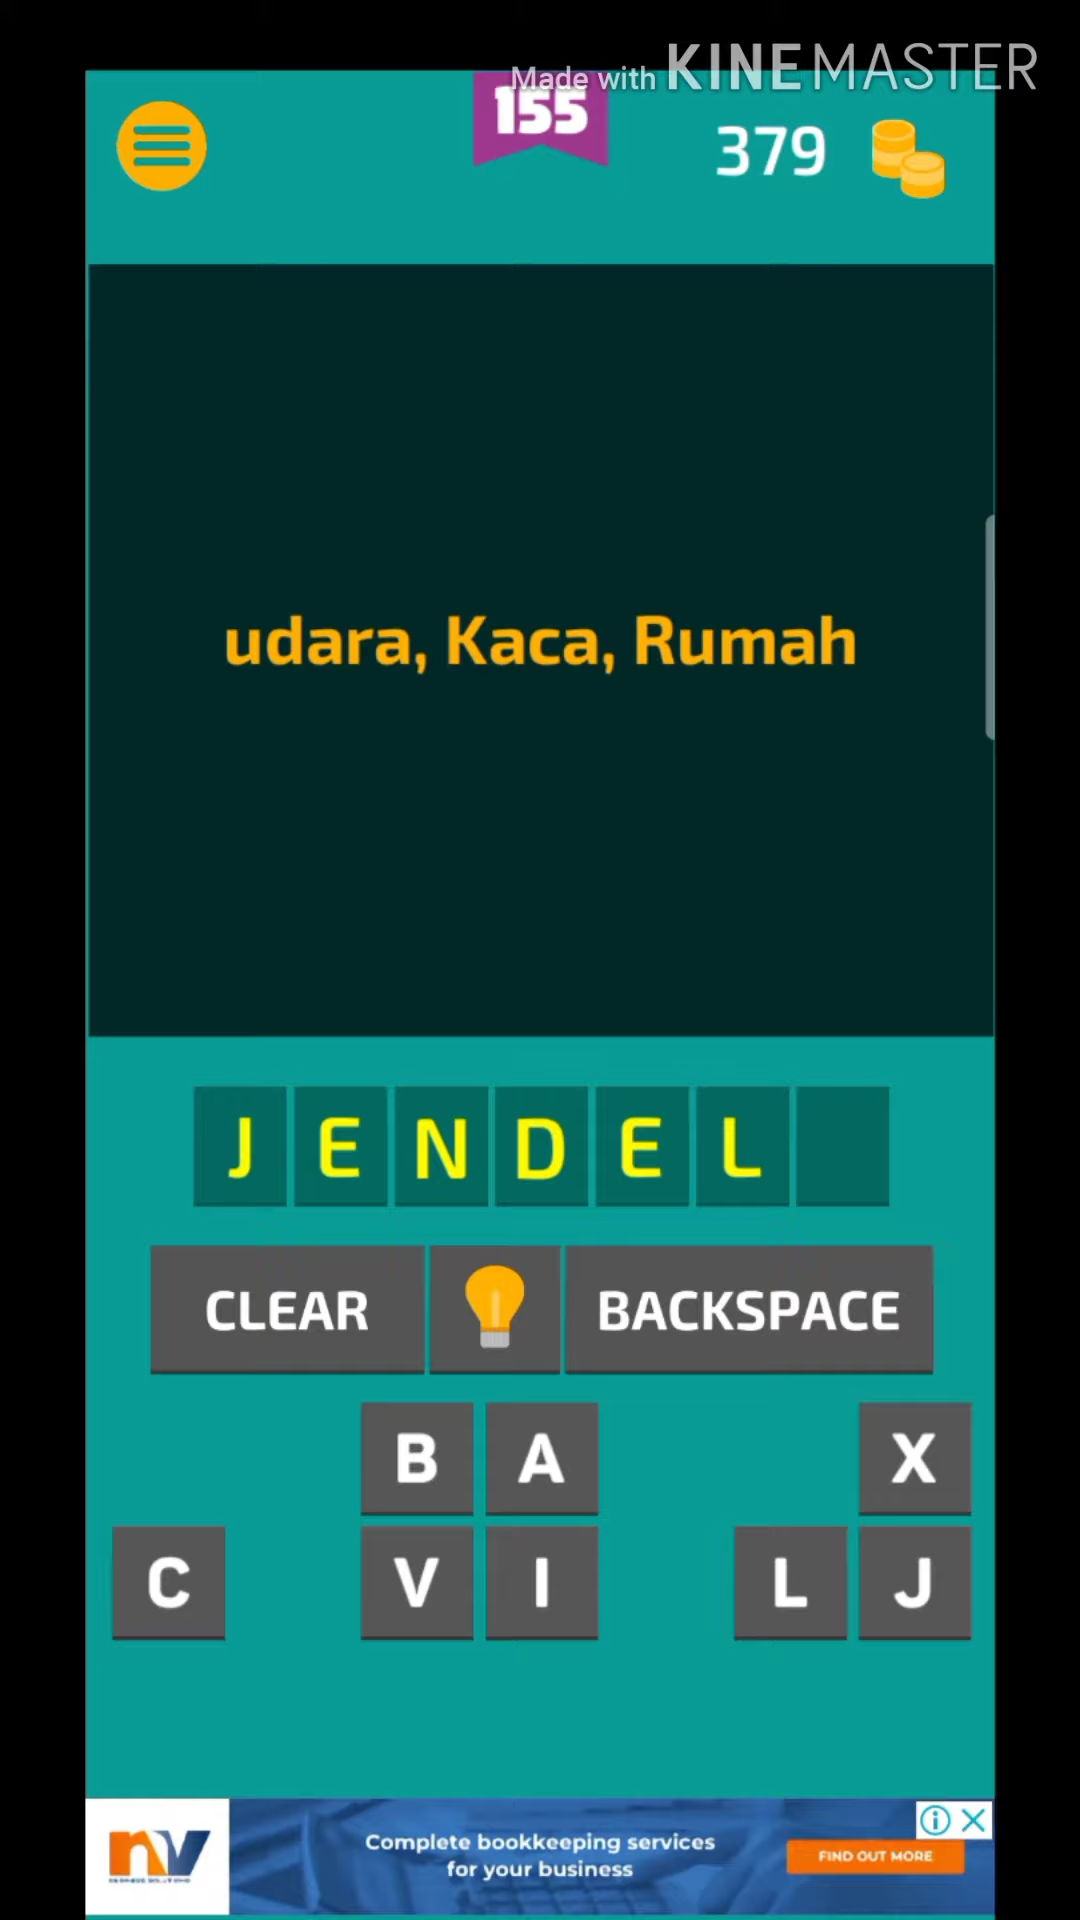 Made with KINEMASTER
155
379
udara, Kaca, Rumah
J E N D E L
CLEAR BACKSPACE
B A X
C V I L J
nv Complete bookkeeping services
for your business
FIND OUT MORE